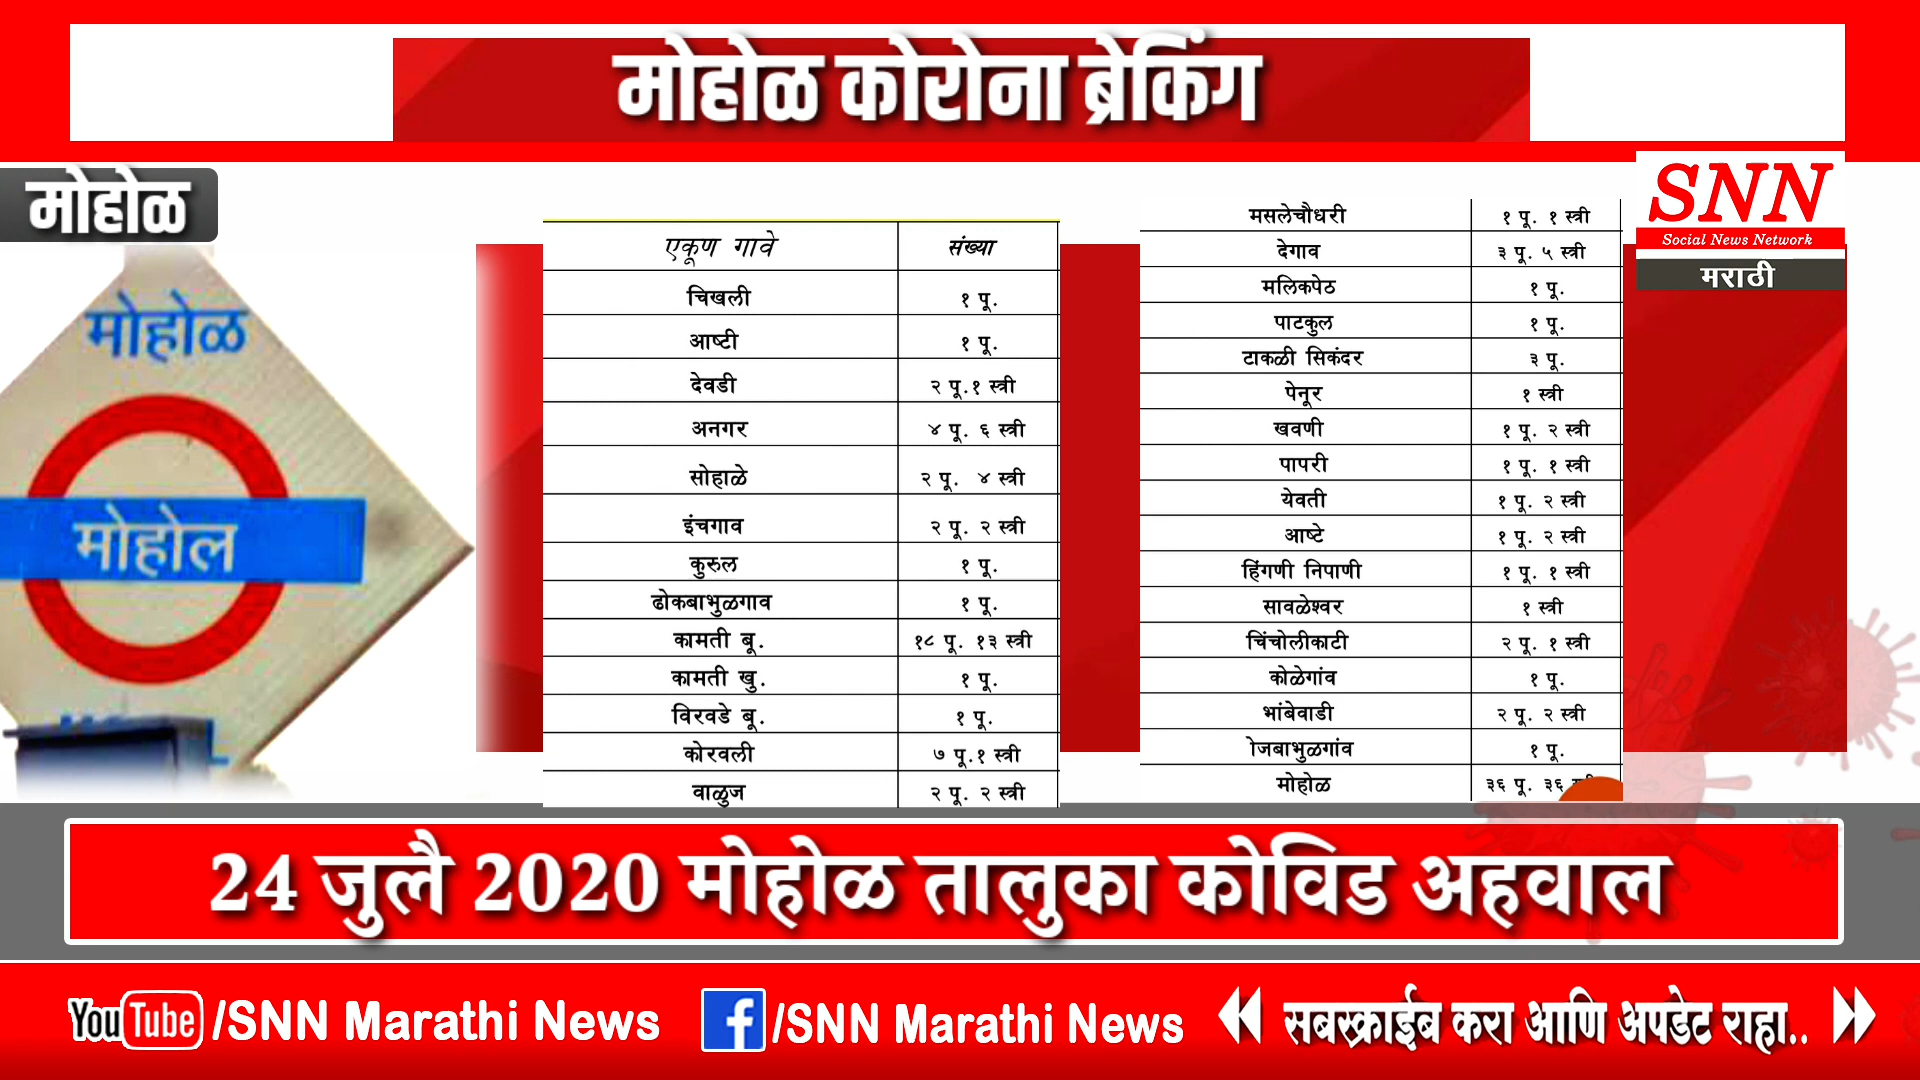 मोहोळ कोरोना ब्रेकिंग
मोहोळ
SNN
Social News Network
मराठी
मोहोळ
मोहोल
एकूण गावे संख्या
चिखली १ पू.
आष्टी १ पू.
देवडी २ पू.१ स्त्री
अनगर ४ पू. ६ स्त्री
सोहाळे २ पू. ४ स्त्री
इंचगाव २ पू. २ स्त्री
कुरुल १ पू.
ढोकबाभुळगाव १ पू.
कामती बू. १८ पू. १३ स्त्री
कामती खु. १ पू.
विरवडे बू. १ पू.
कोरवली ७ पू.१ स्त्री
वाळुज २ पू. २ स्त्री
मसलेचौधरी १ पू. १ स्त्री
देगाव ३ पू. ५ स्त्री
मलिकपेठ १ पू.
पाटकुल १ पू.
टाकळी सिकंदर ३ पू.
पेनूर १ स्त्री
खवणी १ पू. २ स्त्री
पापरी १ पू. १ स्त्री
येवती १ पू. २ स्त्री
आष्टे १ पू. २ स्त्री
हिंगणी निपाणी १ पू. १ स्त्री
सावळेश्वर १ स्त्री
चिंचोलीकाटी २ पू. १ स्त्री
कोळेगांव १ पू.
भांबेवाडी २ पू. २ स्त्री
ोजबाभुळगांव १ पू.
मोहोळ ३६ पू. ३६
24 जुलै 2020 मोहोळ तालुका कोविड अहवाल
YouTube /SNN Marathi News f /SNN Marathi News सबस्क्राईब करा आणि अपडेट राहा..